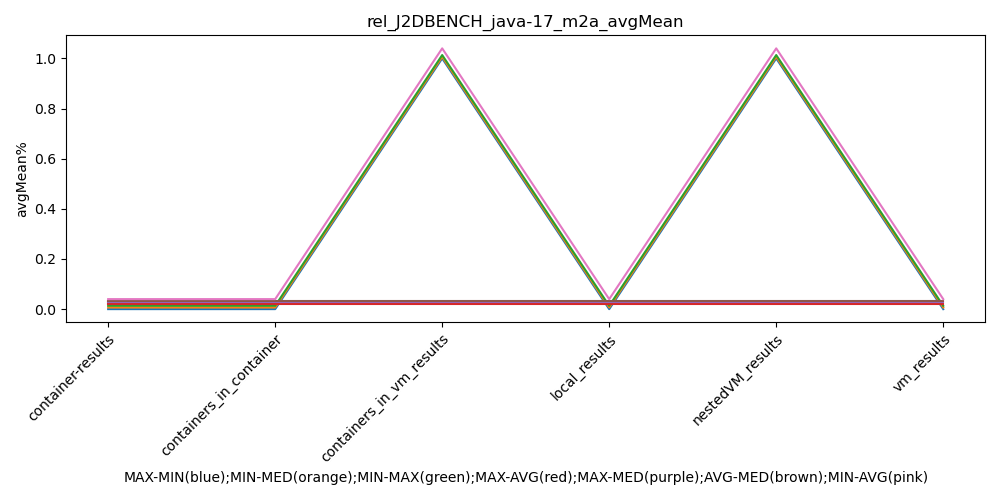 rel_J2DBENCH_java-17_m2a_avgMean
avgMean%
1.0
0.8
0.6
0.4
0.2
0.0
container-results
containers_in_container
containers_in_vm_results
local_results
nestedVM_results
vm_results
MAX-MIN(blue);MIN-MED(orange);MIN-MAX(green);MAX-AVG(red);MAX-MED(purple);AVG-MED(brown);MIN-AVG(pink)